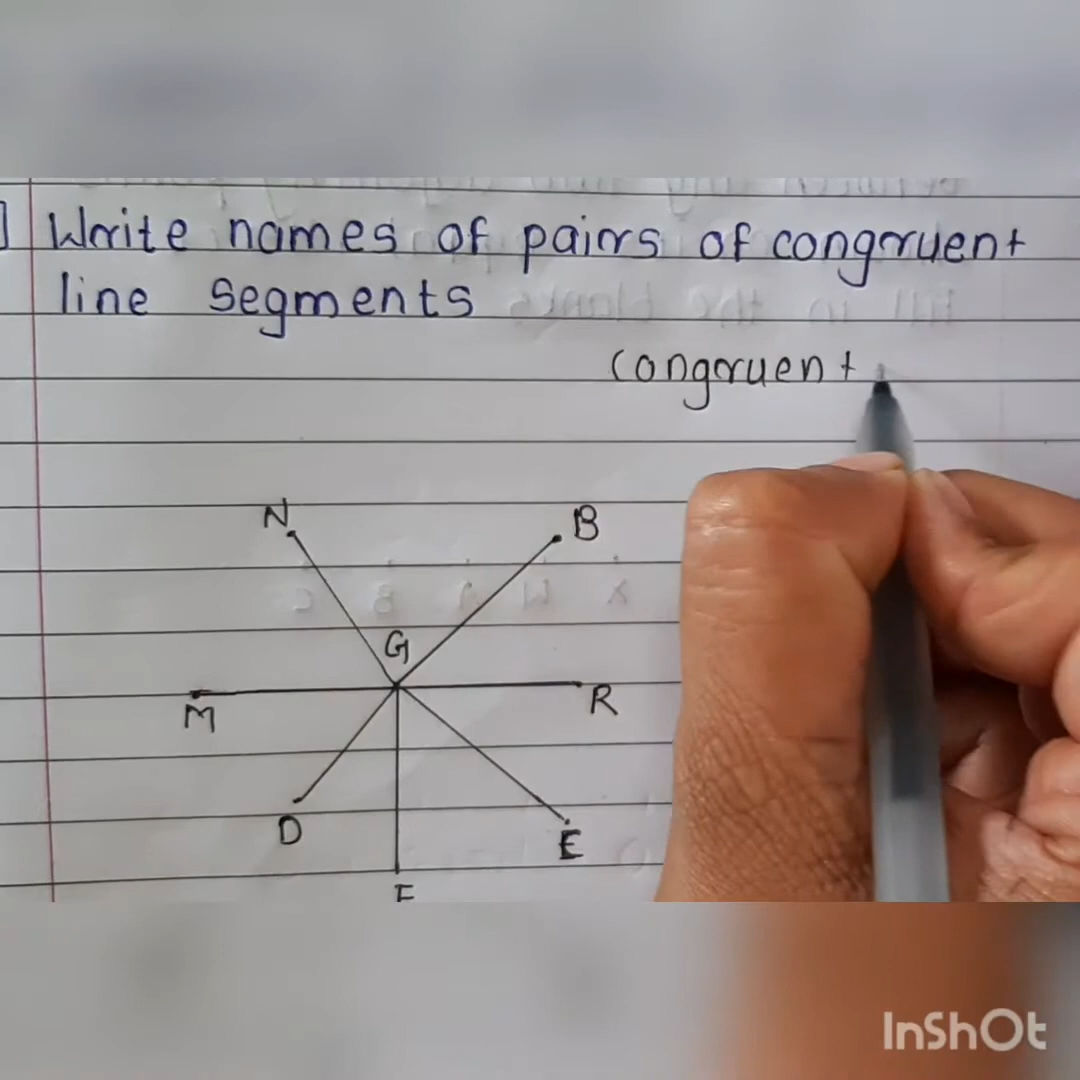 ] Write names of pairs of congruent
line segments
congruent
N
B
G
M
R
D
E
F
InShOt